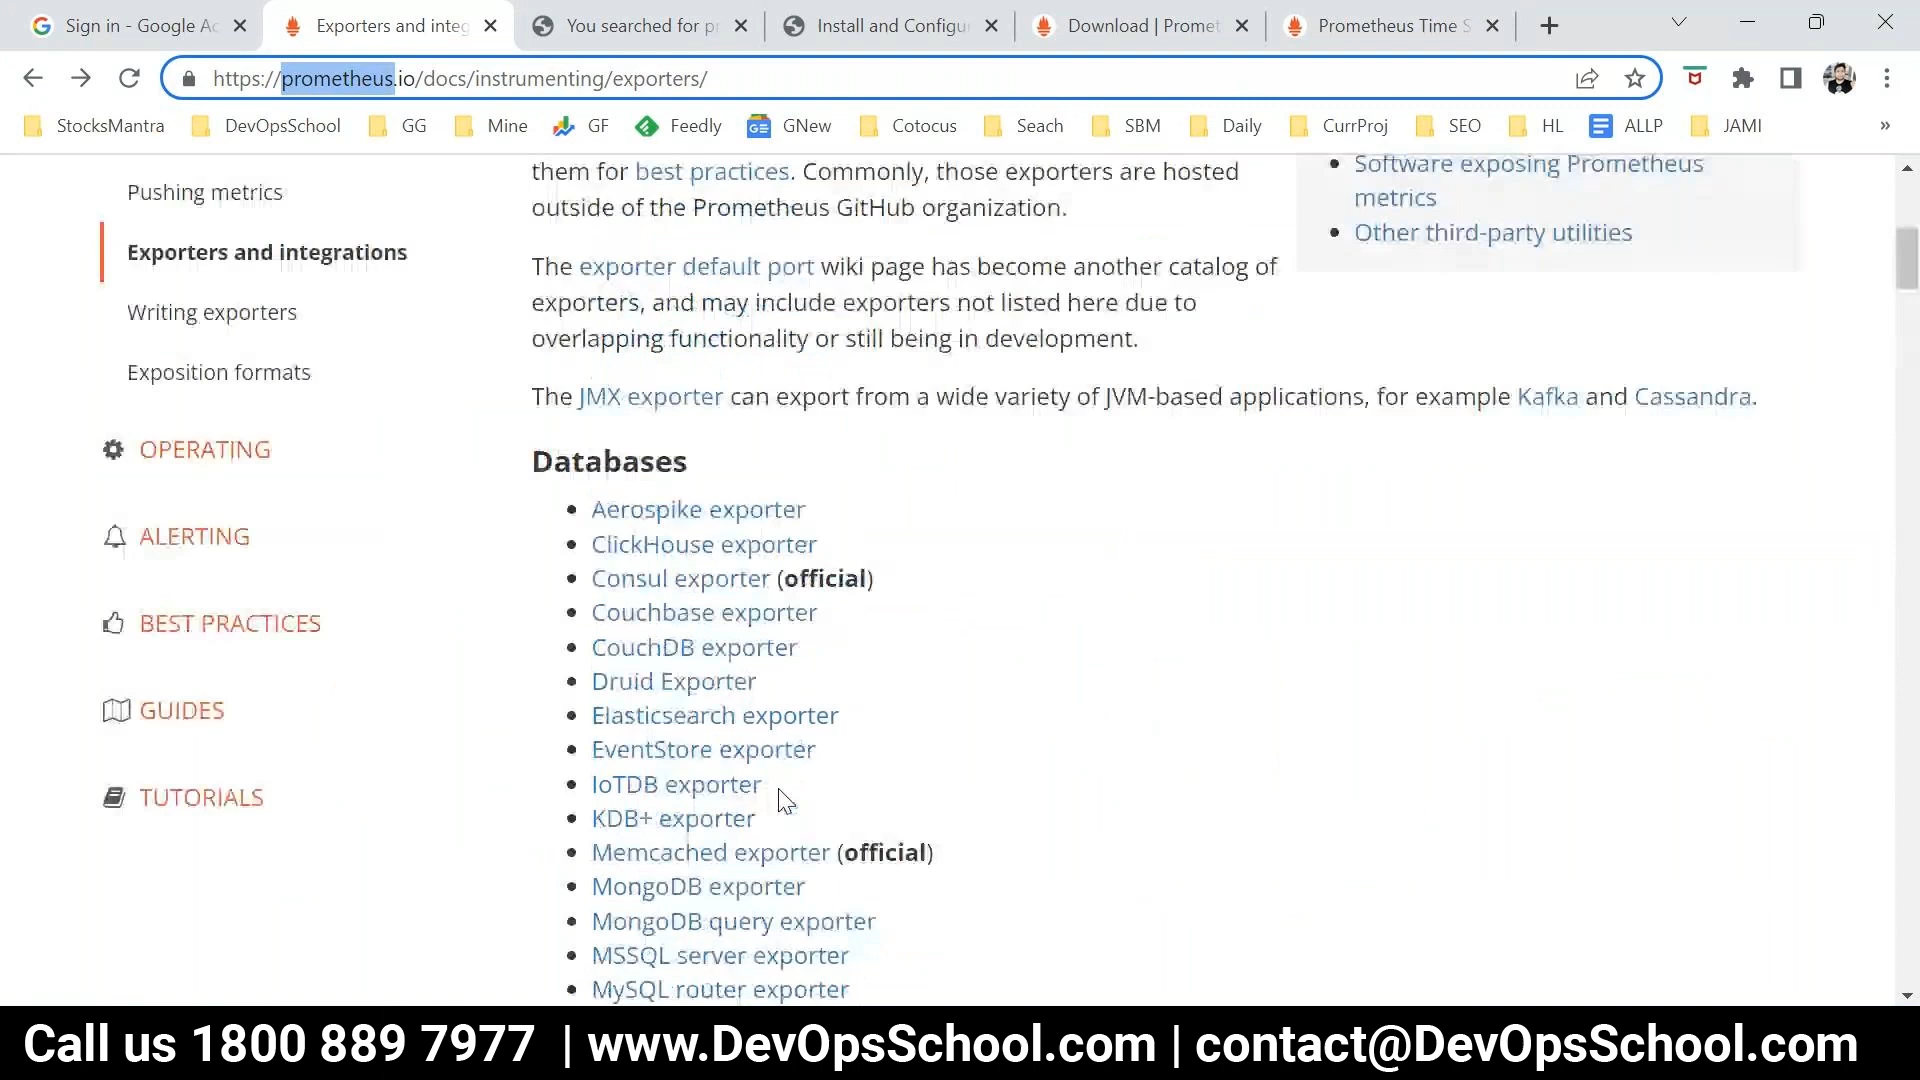 Sign in - Google Ac
Exporters and integ
You searched for pr
Install and Configur
Download | Promet
Prometheus Time S
https://prometheus.io/docs/instrumenting/exporters/
StocksMantra
DevOpsSchool
GG
Mine
GF
Feedly
GNew
Cotocus
Seach
SBM
Daily
CurrProj
SEO
HL
ALLP
JAMI
»
Pushing metrics
Exporters and integrations
Writing exporters
Exposition formats
OPERATING
ALERTING
BEST PRACTICES
GUIDES
TUTORIALS
them for best practices. Commonly, those exporters are hosted
outside of the Prometheus GitHub organization.
The exporter default port wiki page has become another catalog of
exporters, and may include exporters not listed here due to
overlapping functionality or still being in development.
The JMX exporter can export from a wide variety of JVM-based applications, for example Kafka and Cassandra.
Software exposing Prometheus
metrics
Other third-party utilities
Databases
Aerospike exporter
ClickHouse exporter
Consul exporter (official)
Couchbase exporter
CouchDB exporter
Druid Exporter
Elasticsearch exporter
EventStore exporter
IoTDB exporter
KDB+ exporter
Memcached exporter (official)
MongoDB exporter
MongoDB query exporter
MSSQL server exporter
MySQL router exporter
Call us 1800 889 7977 | www.DevOpsSchool.com | contact@DevOpsSchool.com